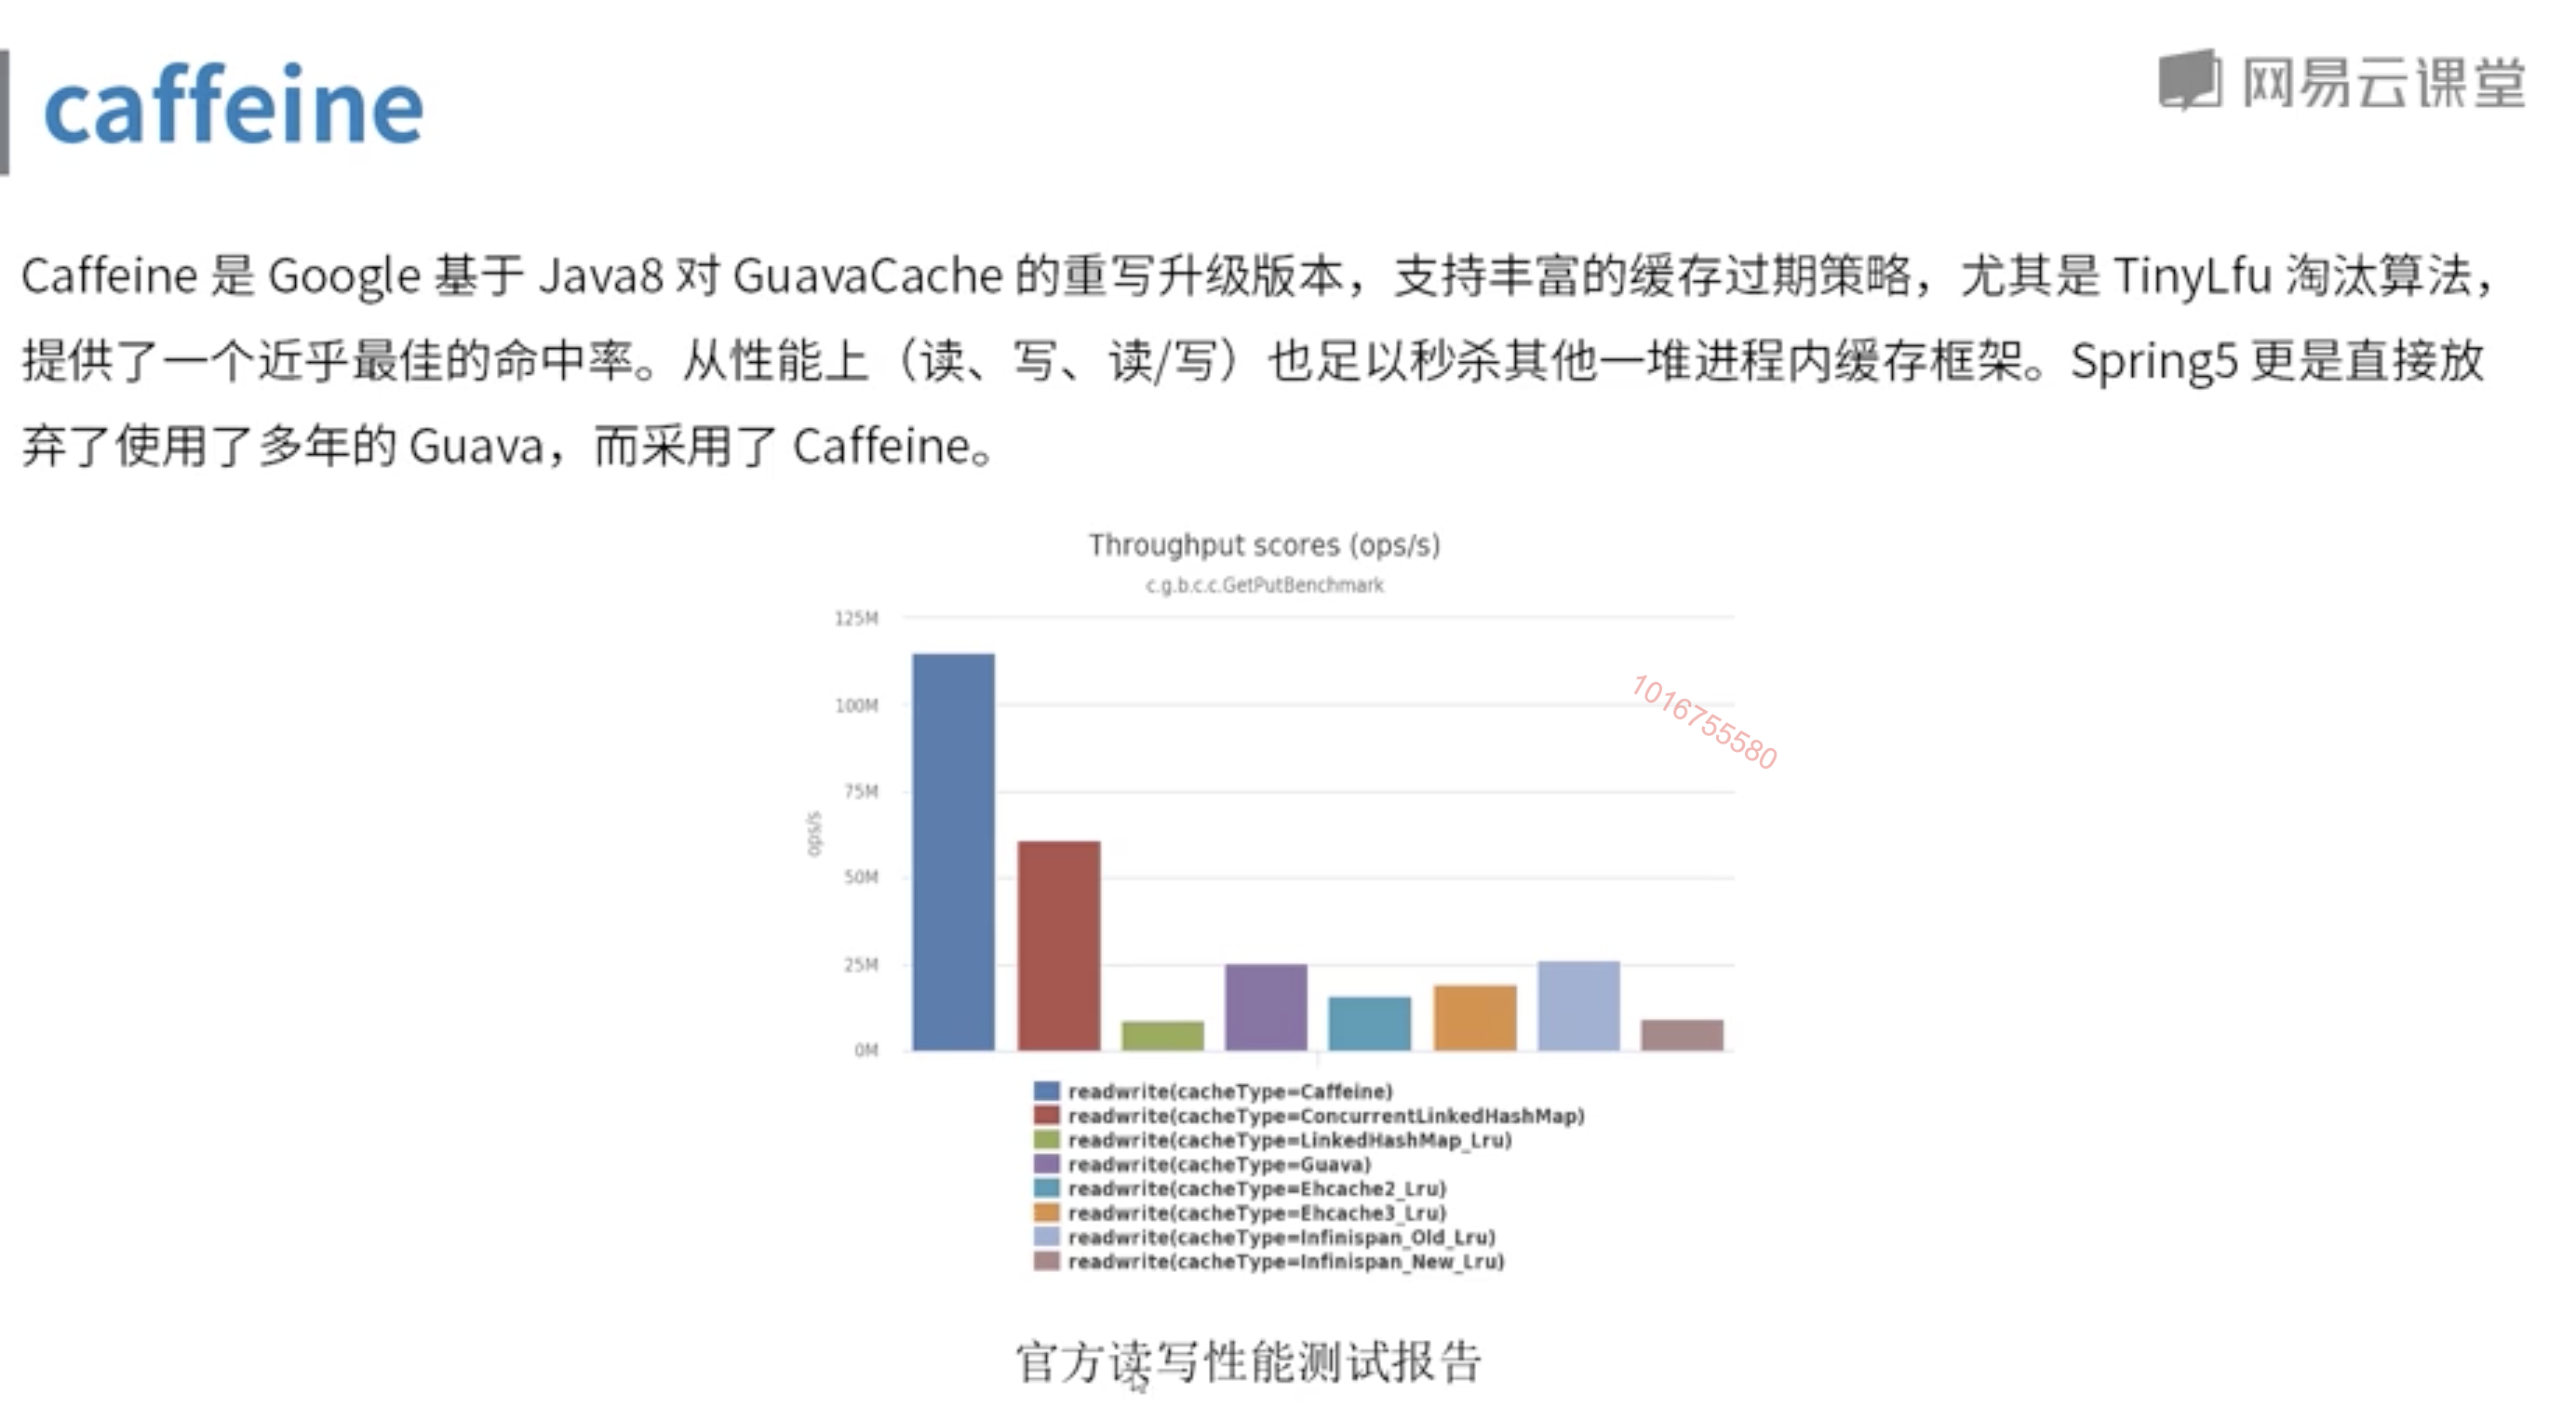 caffeine
网易云课堂
Caffeine 是 Google 基于 Java8 对 GuavaCache 的重写升级版本，支持丰富的缓存过期策略，尤其是 TinyLfu 淘汰算法，
提供了一个近乎最佳的命中率。从性能上（读、写、读/写）也足以秒杀其他一堆进程内缓存框架。Spring5 更是直接放
弃了使用了多年的 Guava，而采用了 Caffeine。
Throughput scores (ops/s)
c.g.b.c.c.GetPutBenchmark
125M
100M
75M
50M
25M
0M
ops/s
1016755580
readwrite(cacheType=Caffeine)
readwrite(cacheType=ConcurrentLinkedHashMap)
readwrite(cacheType=LinkedHashMap_Lru)
readwrite(cacheType=Guava)
readwrite(cacheType=Ehcache2_Lru)
readwrite(cacheType=Ehcache3_Lru)
readwrite(cacheType=Infinispan_Old_Lru)
readwrite(cacheType=Infinispan_New_Lru)
官方读写性能测试报告